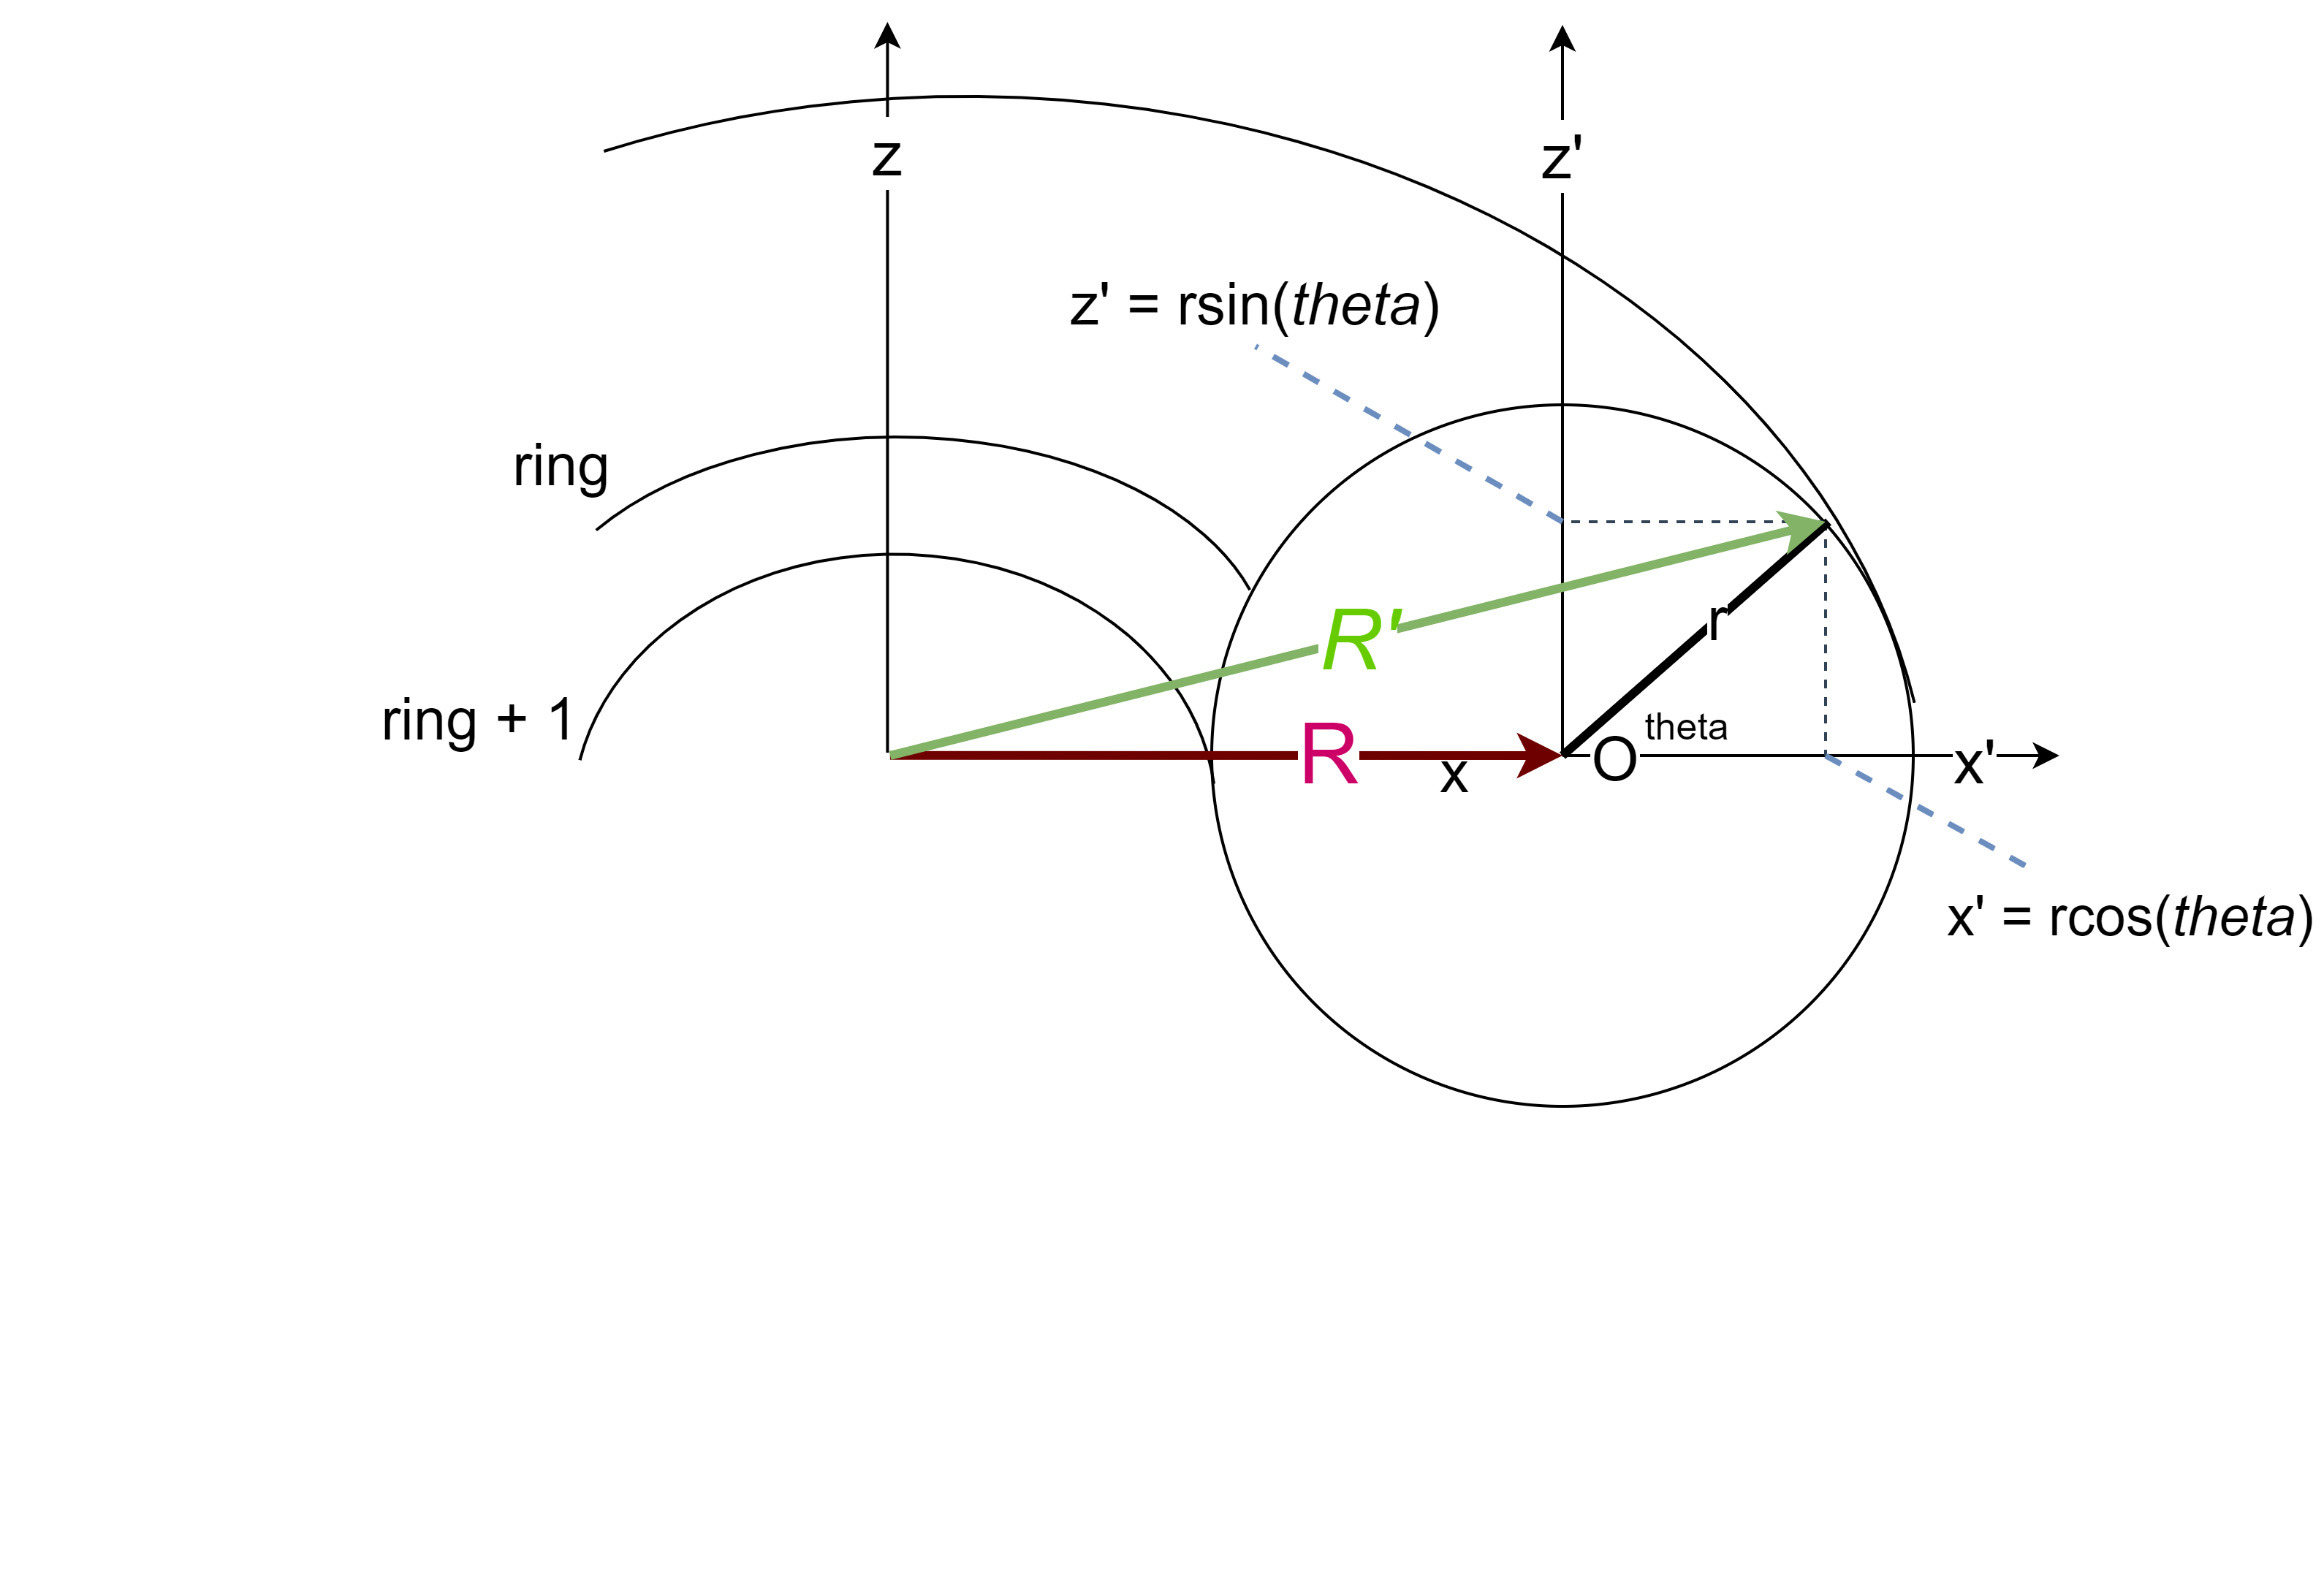 z
z'
z' = rsin(theta)
ring
R'
r
ring + 1
theta
R
x
O
x'
x' = rcos(theta)